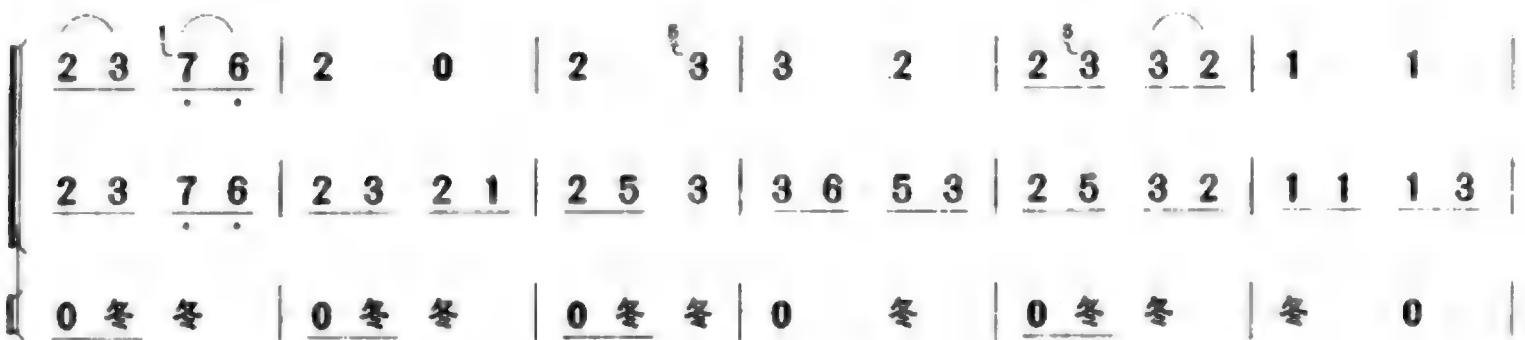 2 3 7 6 | 2 0 | 2 3 | 3 2 | 2 3 3 2 | 1 1 |
2 3 7 6 | 2 3 2 1 | 2 5 3 | 3 6 5 3 | 2 5 3 2 | 1 1 1 3 |
0 冬 冬 | 0 冬 冬 | 0 冬 冬 | 0 冬 | 0 冬 冬 | 冬 0 |